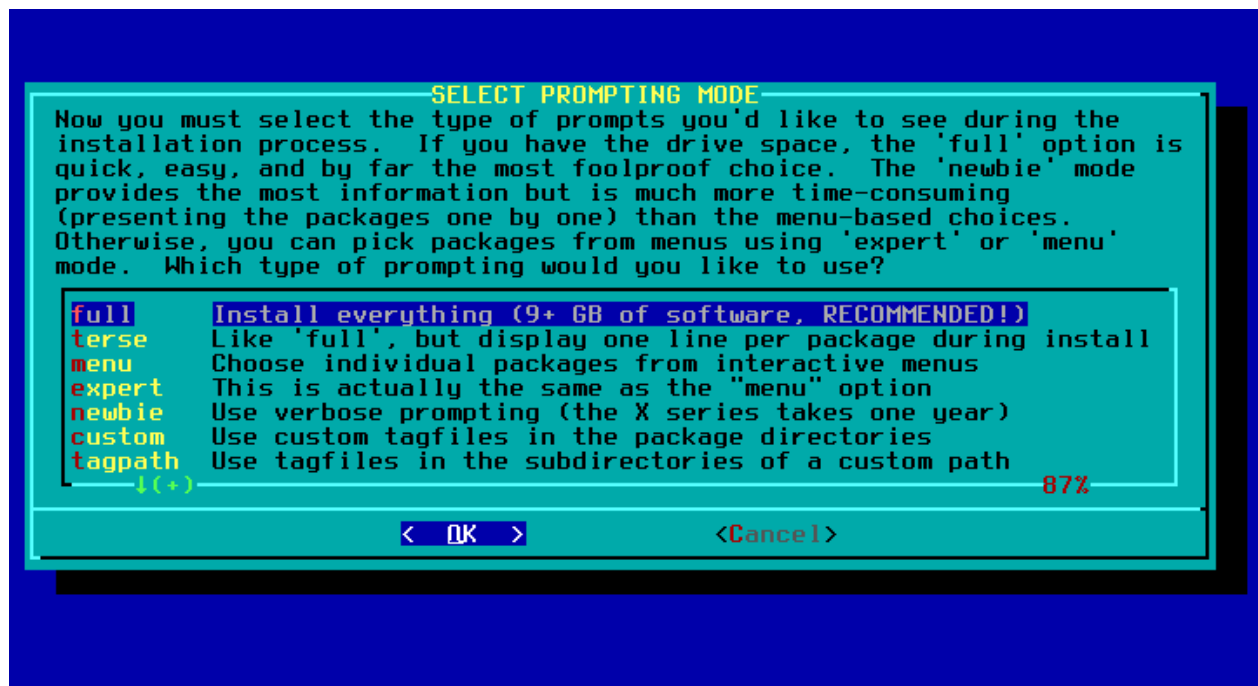 SELECT PROMPTING MODE
Now you must select the type of prompts you'd like to see during the
installation process.  If you have the drive space, the 'full' option is
quick, easy, and by far the most foolproof choice.  The 'newbie' mode
provides the most information but is much more time-consuming
(presenting the packages one by one) than the menu-based choices.
Otherwise, you can pick packages from menus using 'expert' or 'menu'
mode.  Which type of prompting would you like to use?
full Install everything (9+ GB of software, RECOMMENDED!)
terse Like 'full', but display one line per package during install
menu Choose individual packages from interactive menus
expert This is actually the same as the "menu" option
newbie Use verbose prompting (the X series takes one year)
custom Use custom tagfiles in the package directories
tagpath Use tagfiles in the subdirectories of a custom path
↓(+) 87%
< OK > <Cancel>